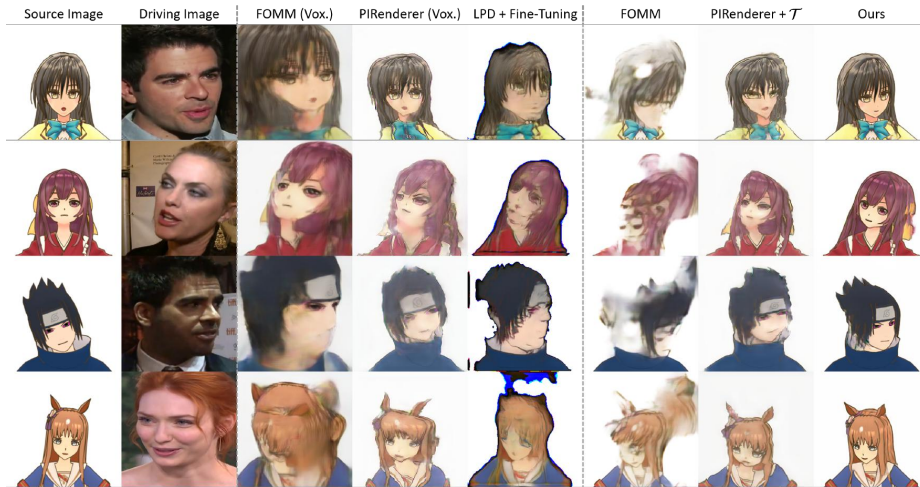 Source Image Driving Image FOMM (Vox.) PIRenderer (Vox.) LPD + Fine-Tuning FOMM PIRenderer + 𝒯 Ours